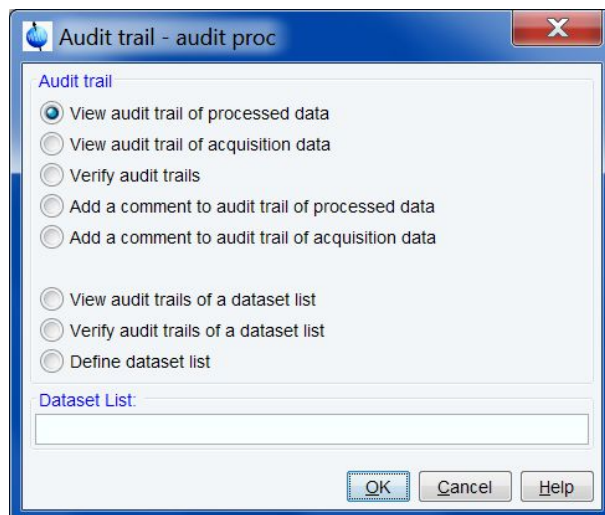 Audit trail - audit proc
Audit trail
View audit trail of processed data
View audit trail of acquisition data
Verify audit trails
Add a comment to audit trail of processed data
Add a comment to audit trail of acquisition data
View audit trails of a dataset list
Verify audit trails of a dataset list
Define dataset list
Dataset List:
OK Cancel Help